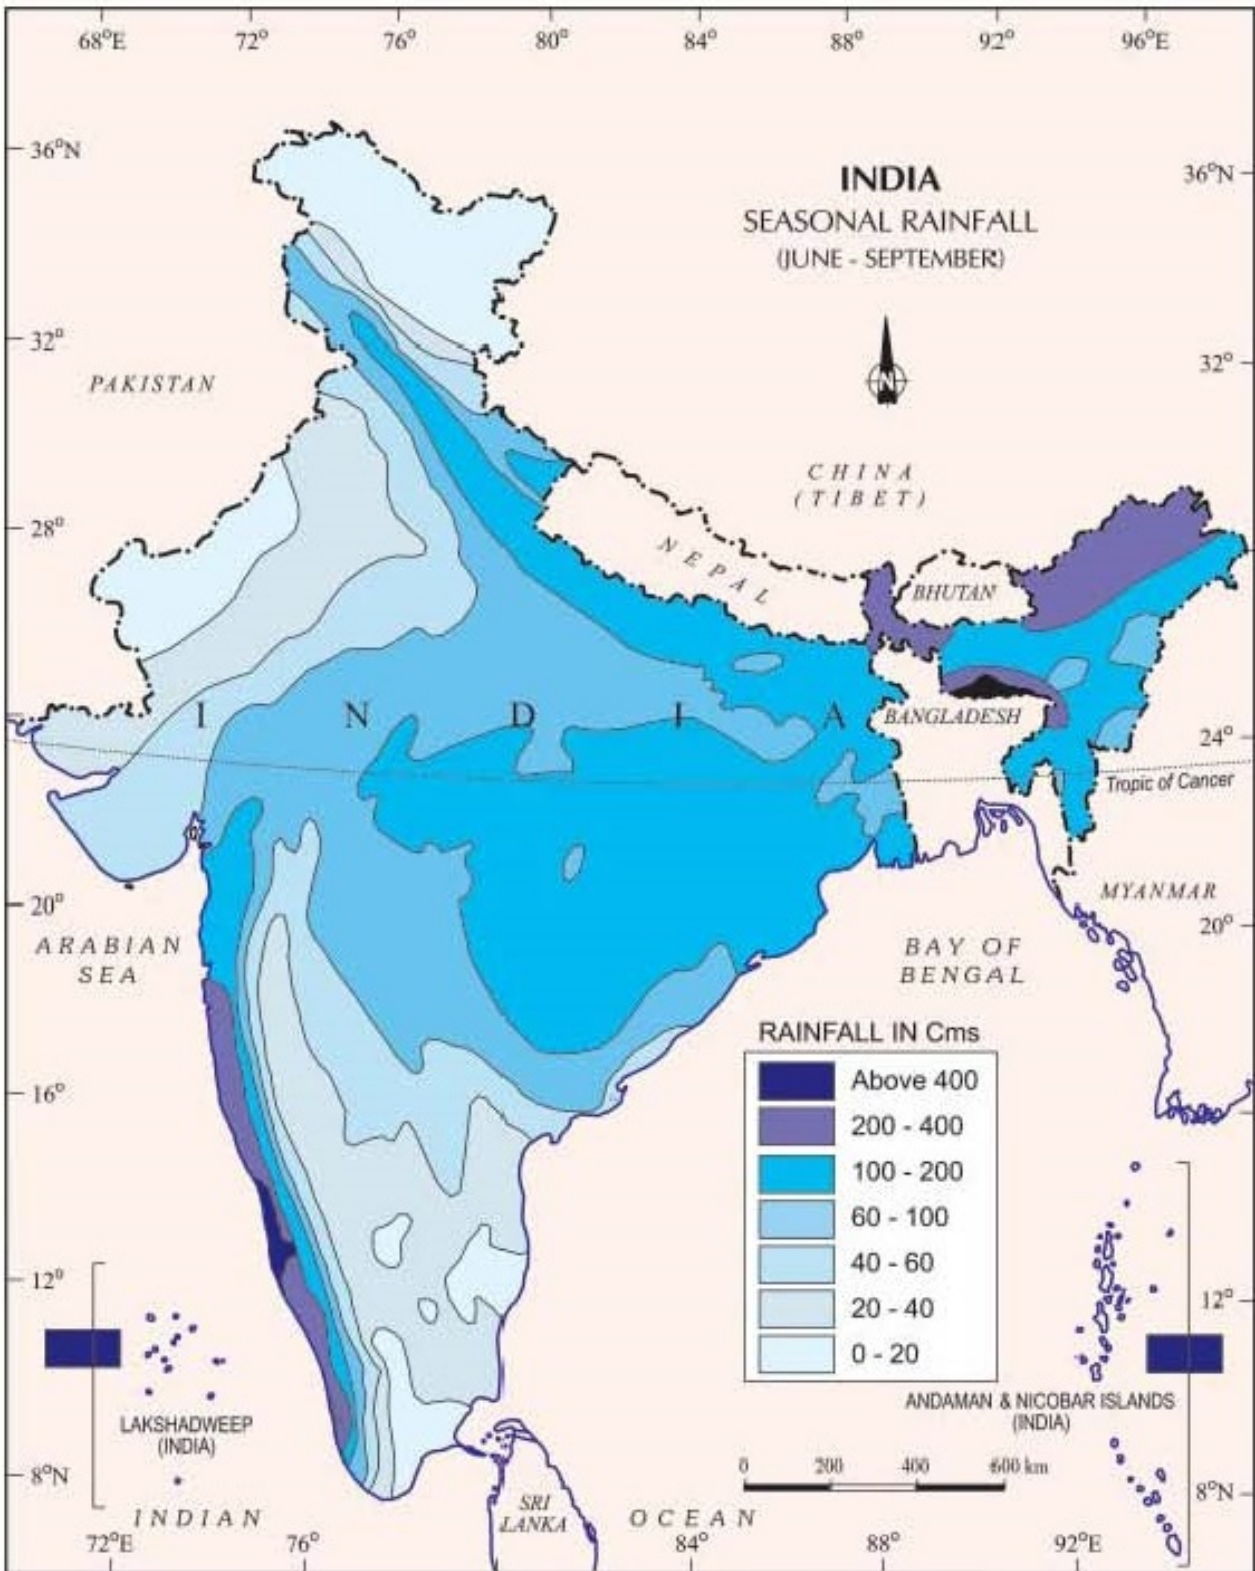 68°E 72° 76° 80° 84° 88° 92° 96°E
36°N
INDIA
36°N
SEASONAL RAINFALL
(JUNE - SEPTEMBER)
32°
32°
PAKISTAN
N
CHINA
(TIBET)
28°
NEPAL
BHUTAN
I N D I A
BANGLADESH
24°
Tropic of Cancer
20°
MYANMAR
20°
ARABIAN
SEA
BAY OF
BENGAL
RAINFALL IN Cms
Above 400
16°
200 - 400
100 - 200
60 - 100
40 - 60
12°
12°
20 - 40
0 - 20
ANDAMAN & NICOBAR ISLANDS
(INDIA)
LAKSHADWEEP
(INDIA)
0 200 400 600 km
8°N
8°N
SRI
LANKA
INDIAN OCEAN
72°E 76° 84° 88° 92°E